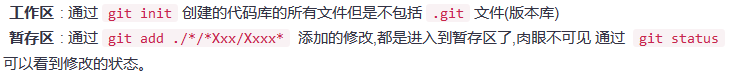 工作区 : 通过 git init 创建的代码库的所有文件但是不包括 .git 文件(版本库)
暂存区 : 通过 git add ./*/*Xxx/Xxxx* 添加的修改,都是进入到暂存区了,肉眼不可见 通过 git status
可以看到修改的状态。